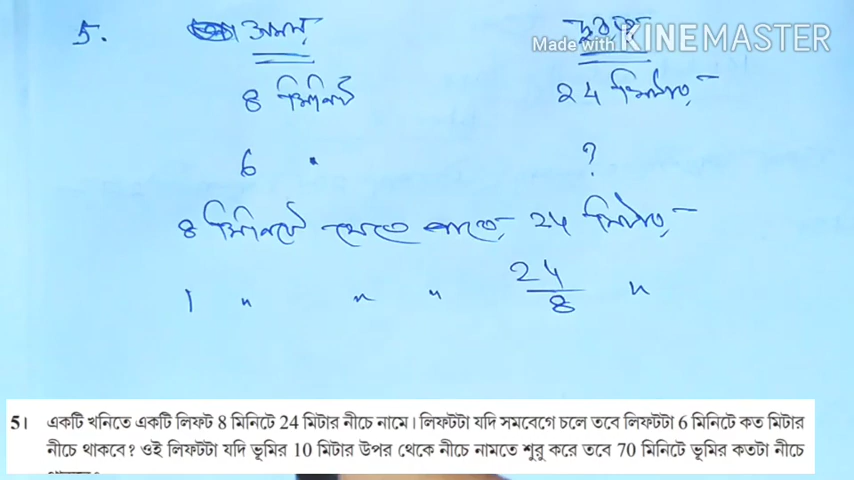 5. সময় দূরত্ব
Made with KINEMASTER
8 মিনিট 24 মিটার
6 " ?
8 মিনিটে যেতে পারে 24 মিটার
1 " " " 24/8 "
5। একটি খনিতে একটি লিফট 8 মিনিটে 24 মিটার নীচে নামে। লিফটটা যদি সমবেগে চলে তবে লিফটটা 6 মিনিটে কত মিটার
নীচে থাকবে? ওই লিফটটা যদি ভূমির 10 মিটার উপর থেকে নীচে নামতে শুরু করে তবে 70 মিনিটে ভূমির কতটা নীচে